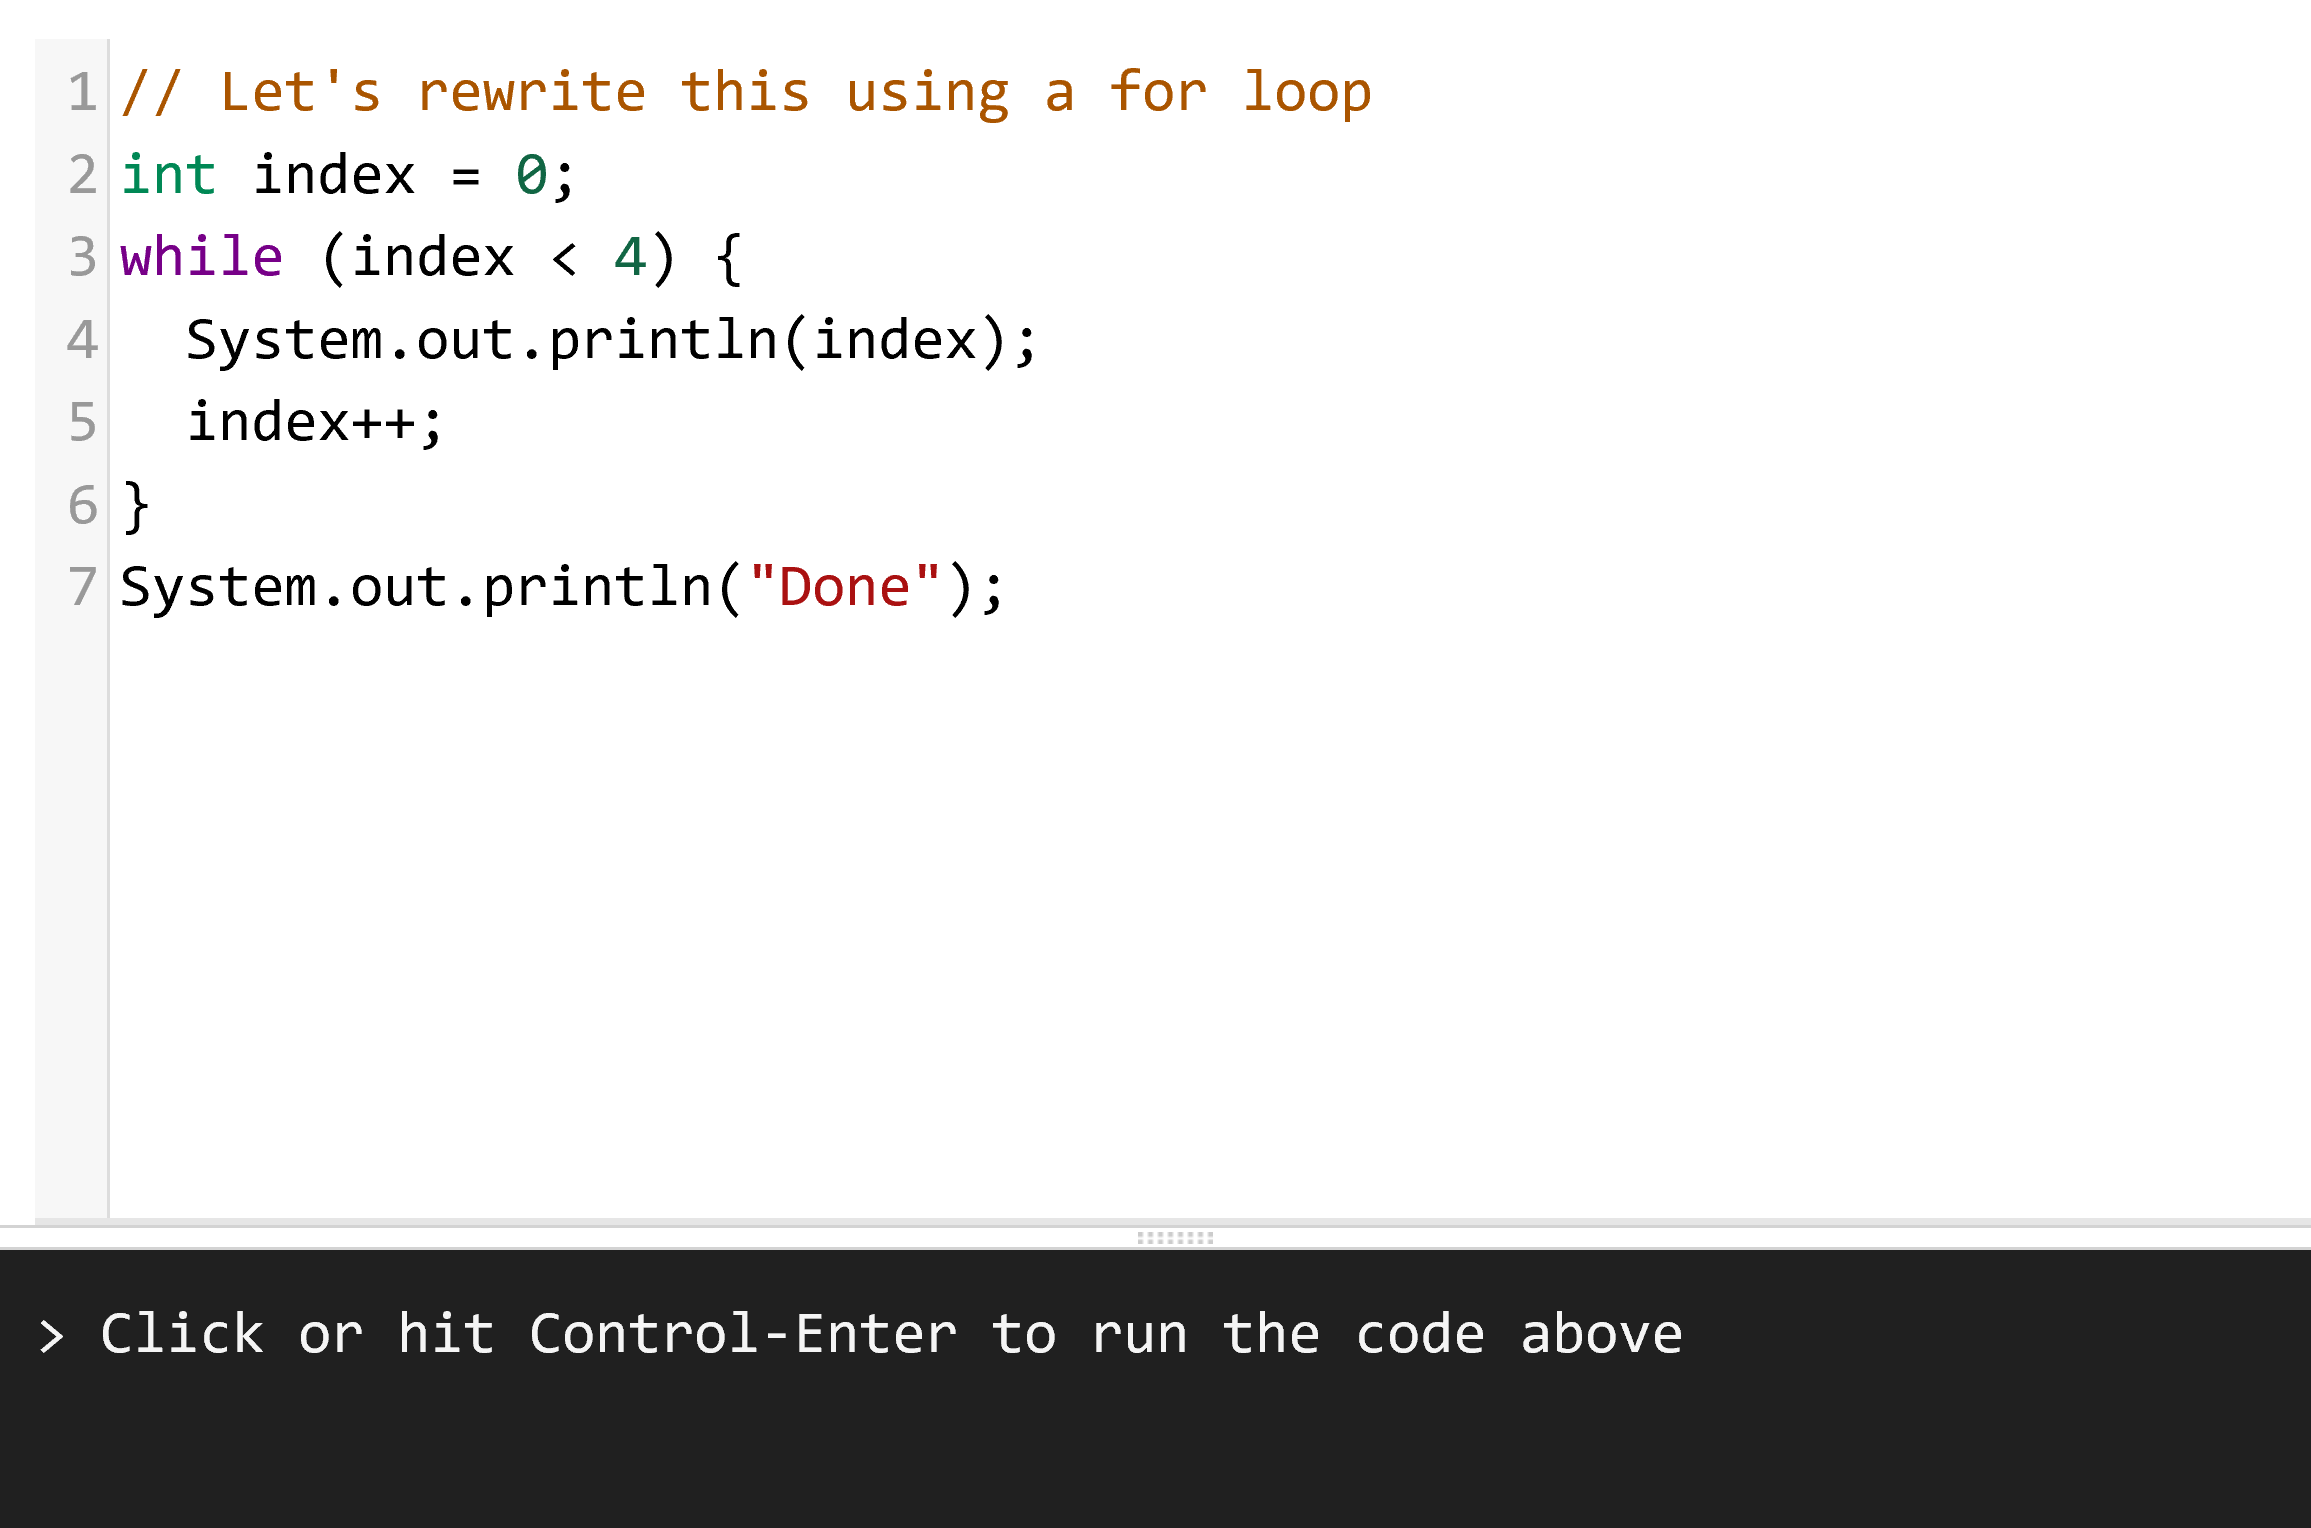 1 // Let's rewrite this using a for loop
2 int index = 0;
3 while (index < 4) {
4   System.out.println(index);
5   index++;
6 }
7 System.out.println("Done");
> Click or hit Control-Enter to run the code above